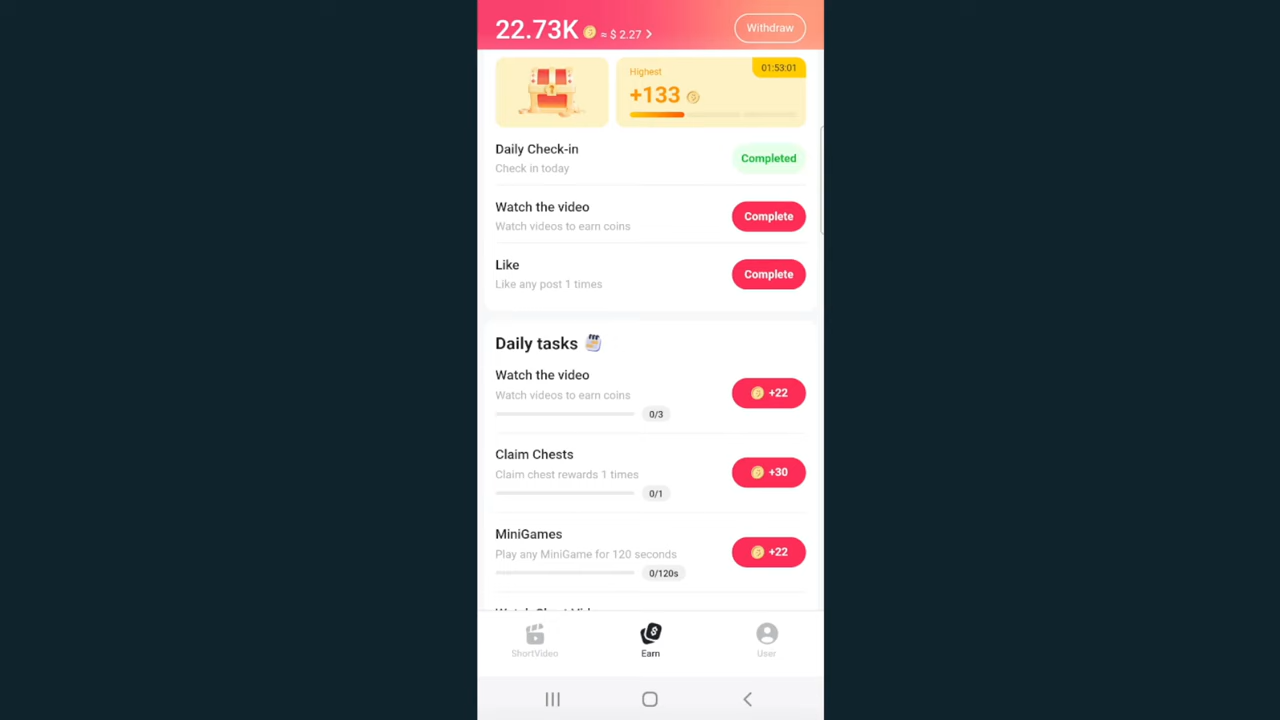 22.73K ≈ $ 2.27 >
Withdraw
01:53:01
Highest
+133
Daily Check-in
Check in today
Completed
Watch the video
Watch videos to earn coins
Complete
Like
Like any post 1 times
Complete
Daily tasks
Watch the video
Watch videos to earn coins
0/3
+22
Claim Chests
Claim chest rewards 1 times
0/1
+30
MiniGames
Play any MiniGame for 120 seconds
0/120s
+22
ShortVideo
Earn
User